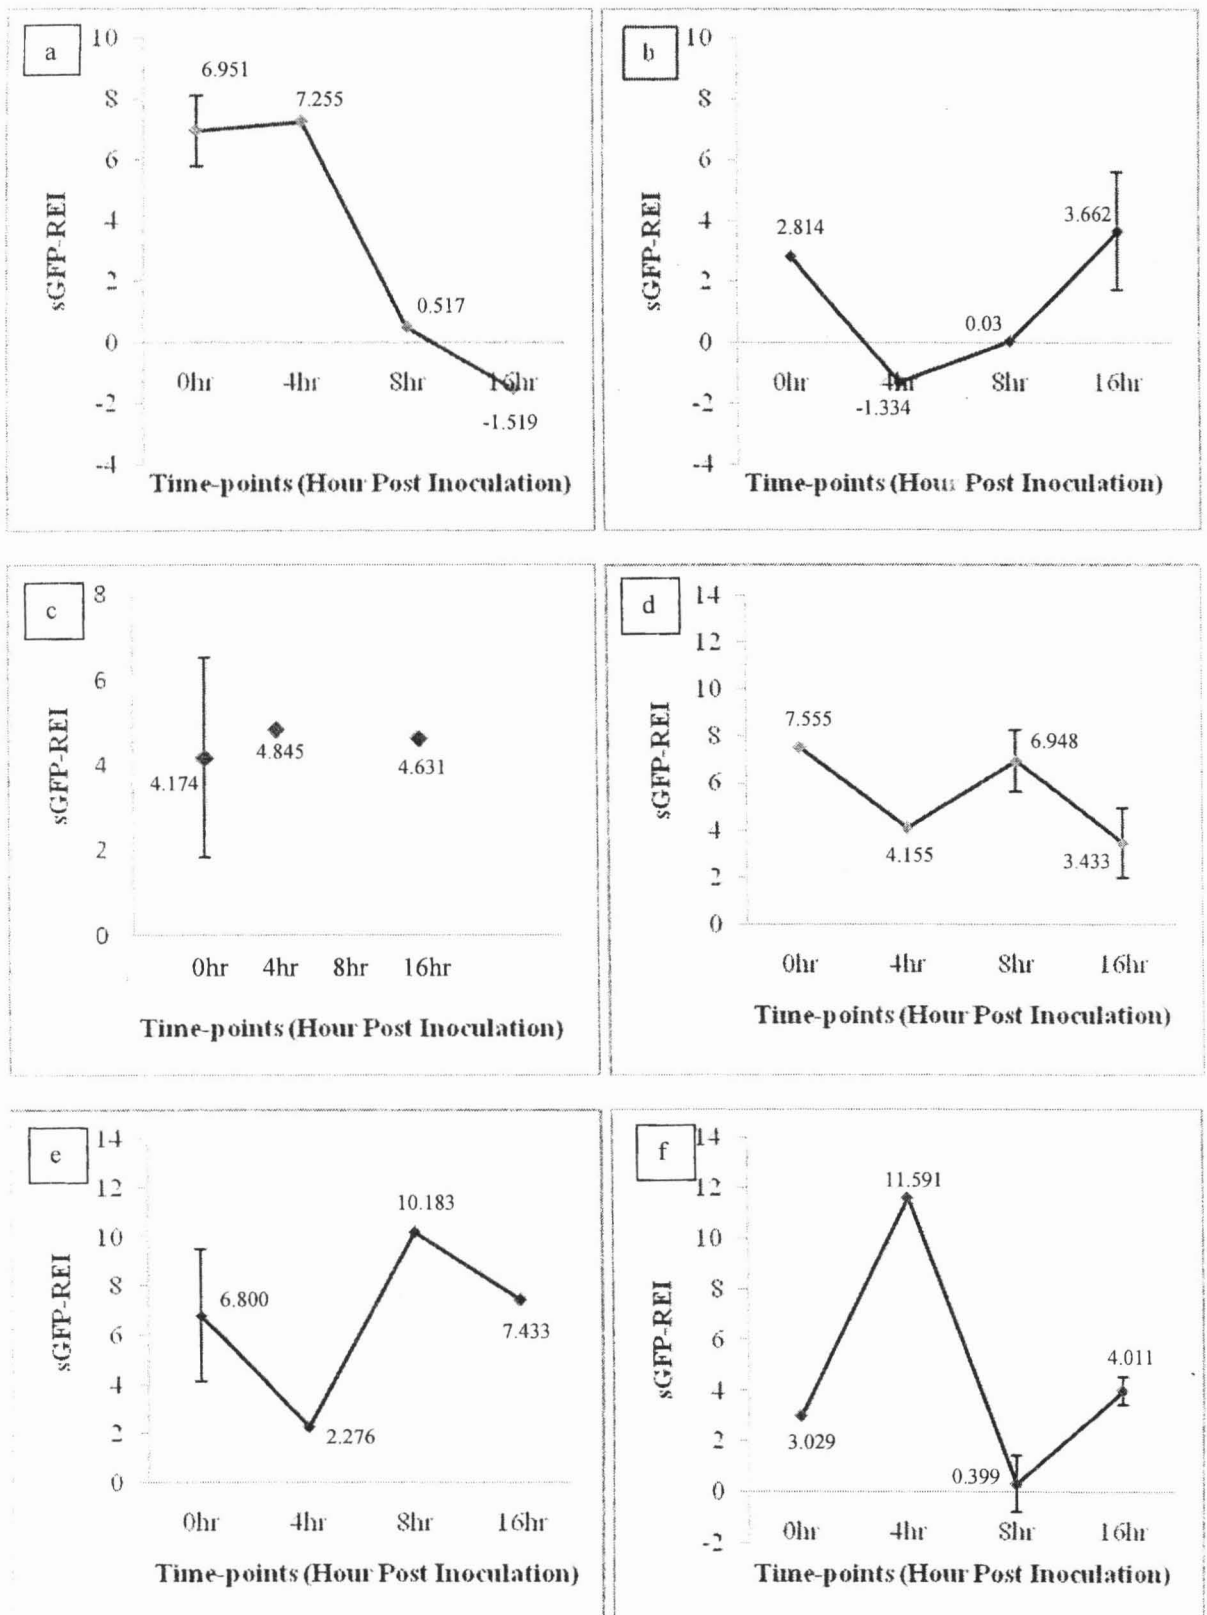 a
10
8
6
4
2
0
-2
-4
sGFP-REI
6.951
7.255
0.517
-1.519
0hr 4hr 8hr 16hr
Time-points (Hour Post Inoculation)
b
10
8
6
4
2
0
-2
-4
sGFP-REI
2.814
-1.334
0.03
3.662
0hr 4hr 8hr 16hr
Time-points (Hour Post Inoculation)
c
8
6
4
2
0
sGFP-REI
4.174
4.845
4.631
0hr 4hr 8hr 16hr
Time-points (Hour Post Inoculation)
d
14
12
10
8
6
4
2
0
sGFP-REI
7.555
4.155
6.948
3.433
0hr 4hr 8hr 16hr
Time-points (Hour Post Inoculation)
e
14
12
10
8
6
4
2
0
sGFP-REI
6.800
2.276
10.183
7.433
0hr 4hr 8hr 16hr
Time-points (Hour Post Inoculation)
f
14
12
10
8
6
4
2
0
-2
sGFP-REI
3.029
11.591
0.399
4.011
0hr 4hr 8hr 16hr
Time-points (Hour Post Inoculation)